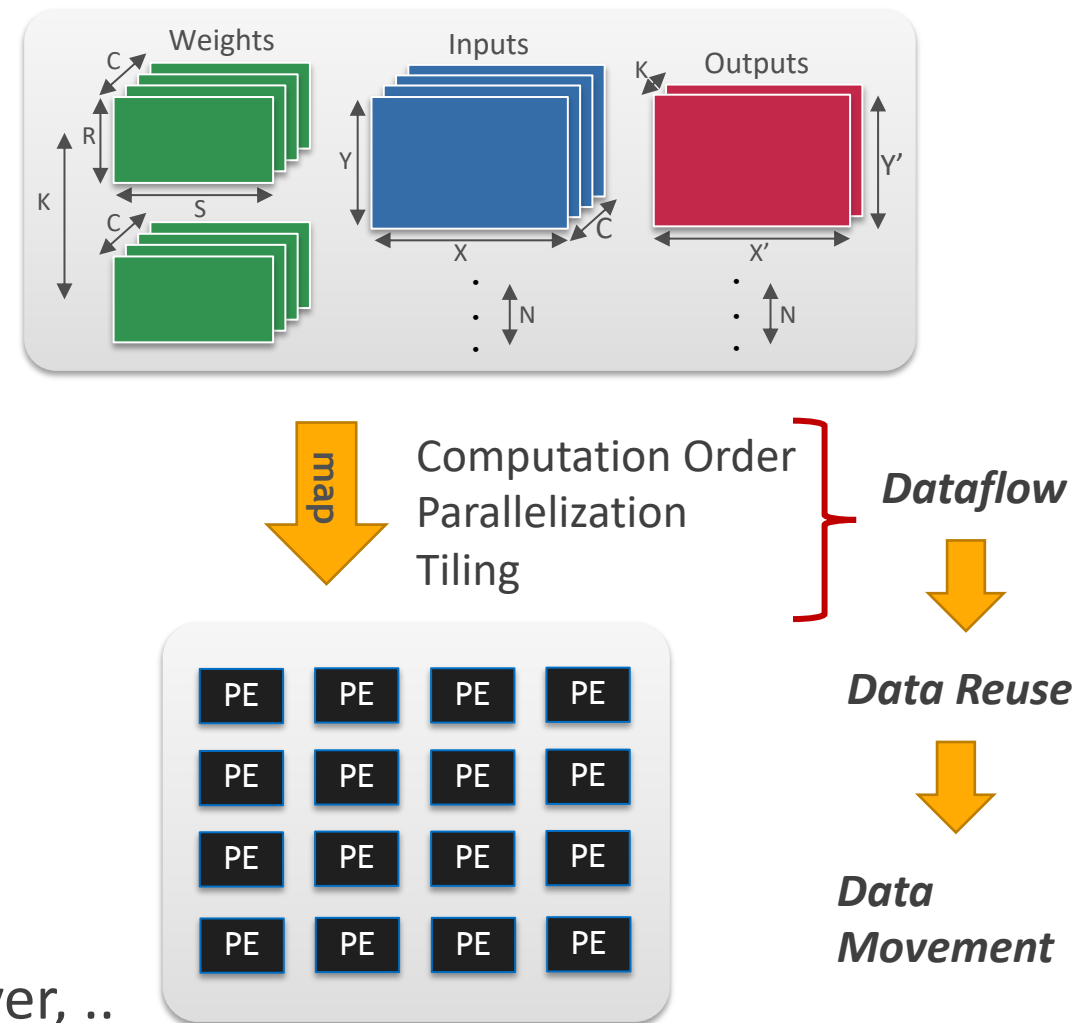 Weights
Inputs
Outputs
C
K
R
Y
Y’
K
S
C
C
X
X’
N
N
map
Computation Order
Parallelization
Tiling
Dataflow
Data Reuse
Data
Movement
PE PE PE PE
PE PE PE PE
PE PE PE PE
PE PE PE PE
ver, ..